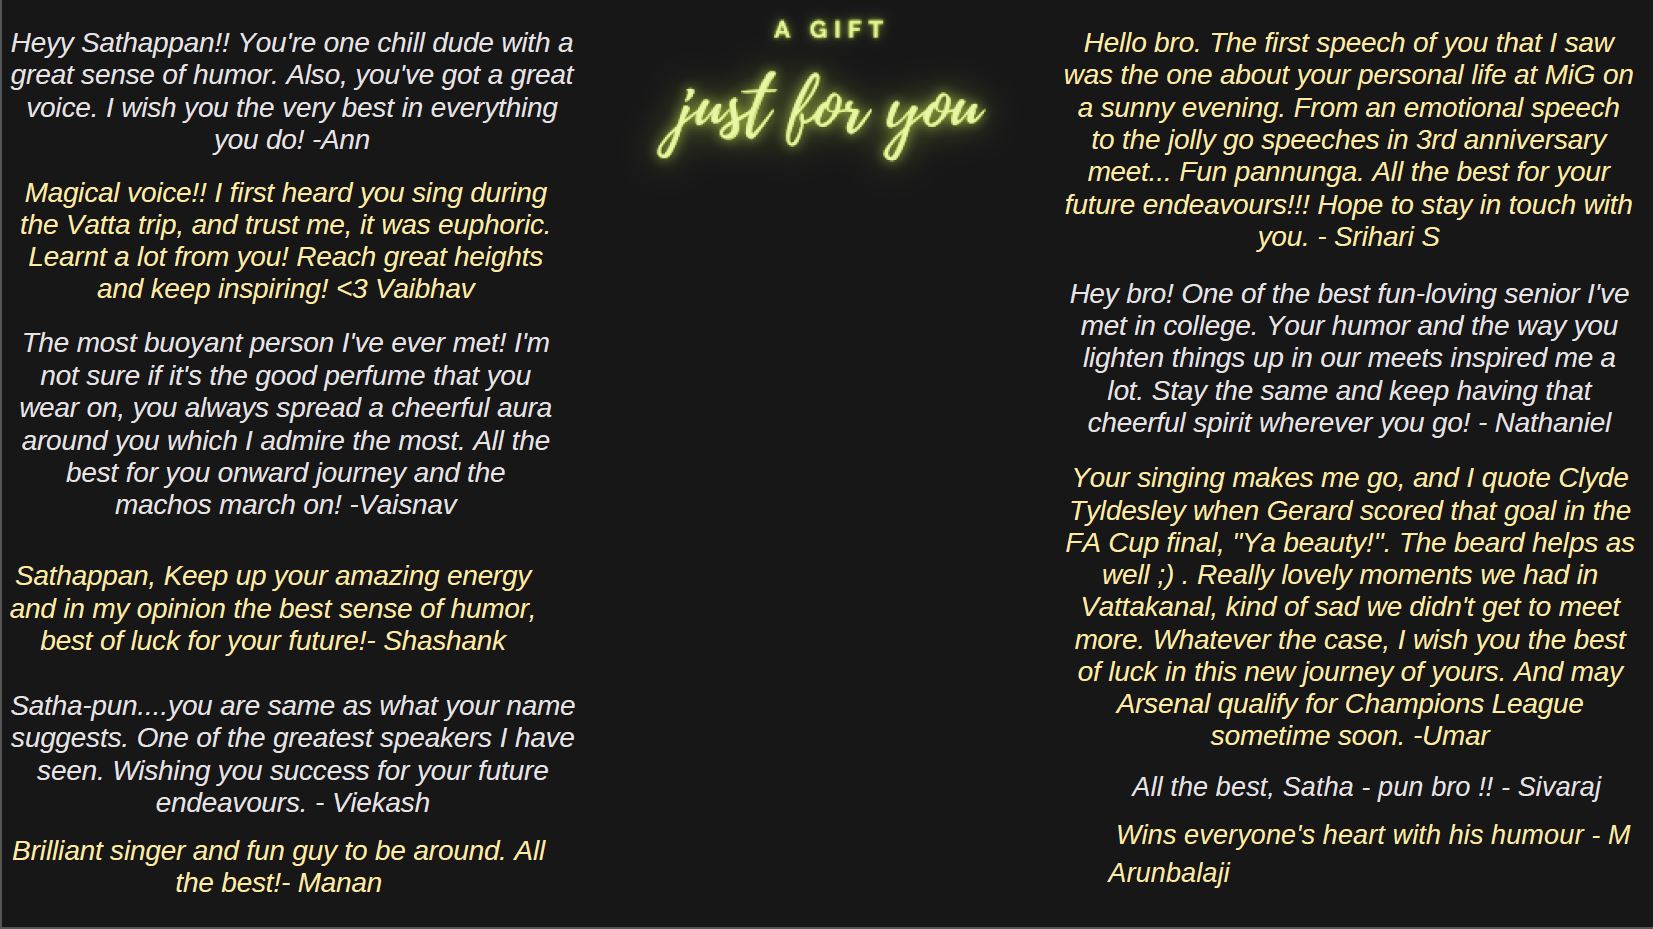 Heyy Sathappan!! You're one chill dude with a
great sense of humor. Also, you've got a great
voice. I wish you the very best in everything
you do! -Ann
Magical voice!! I first heard you sing during
the Vatta trip, and trust me, it was euphoric.
Learnt a lot from you! Reach great heights
and keep inspiring! <3 Vaibhav
The most buoyant person I've ever met! I'm
not sure if it's the good perfume that you
wear on, you always spread a cheerful aura
around you which I admire the most. All the
best for you onward journey and the
machos march on! -Vaisnav
Sathappan, Keep up your amazing energy
and in my opinion the best sense of humor,
best of luck for your future!- Shashank
Satha-pun....you are same as what your name
suggests. One of the greatest speakers I have
seen. Wishing you success for your future
endeavours. - Viekash
Brilliant singer and fun guy to be around. All
the best!- Manan
A GIFT
just for you
Hello bro. The first speech of you that I saw
was the one about your personal life at MiG on
a sunny evening. From an emotional speech
to the jolly go speeches in 3rd anniversary
meet... Fun pannunga. All the best for your
future endeavours!!! Hope to stay in touch with
you. - Srihari S
Hey bro! One of the best fun-loving senior I've
met in college. Your humor and the way you
lighten things up in our meets inspired me a
lot. Stay the same and keep having that
cheerful spirit wherever you go! - Nathaniel
Your singing makes me go, and I quote Clyde
Tyldesley when Gerard scored that goal in the
FA Cup final, "Ya beauty!". The beard helps as
well ;) . Really lovely moments we had in
Vattakanal, kind of sad we didn't get to meet
more. Whatever the case, I wish you the best
of luck in this new journey of yours. And may
Arsenal qualify for Champions League
sometime soon. -Umar
All the best, Satha - pun bro !! - Sivaraj
Wins everyone's heart with his humour - M
Arunbalaji